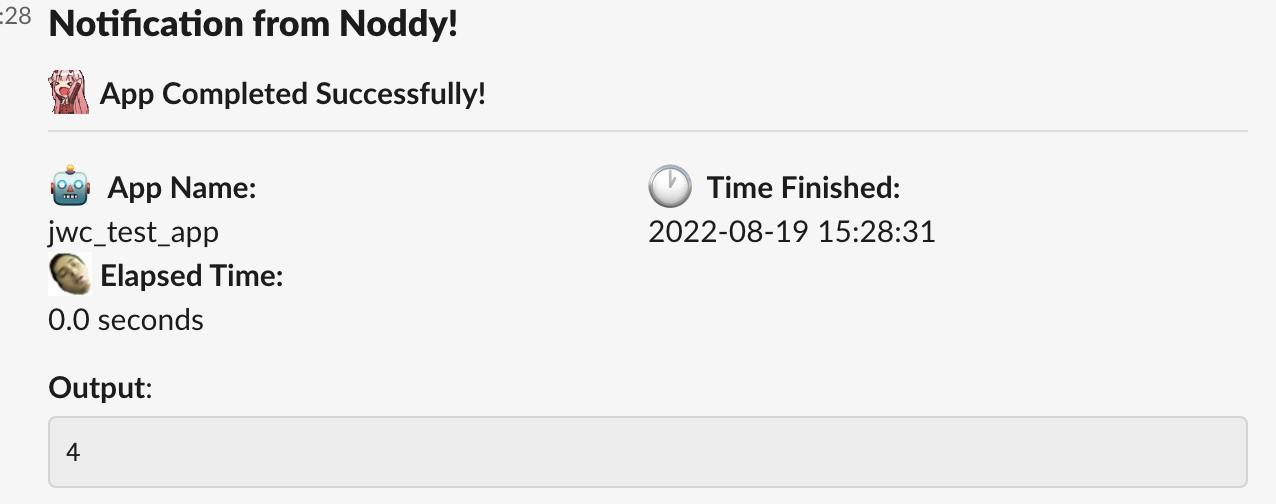 :28
Notification from Noddy!
App Completed Successfully!
App Name:
jwc_test_app
Time Finished:
2022-08-19 15:28:31
Elapsed Time:
0.0 seconds
Output:
4